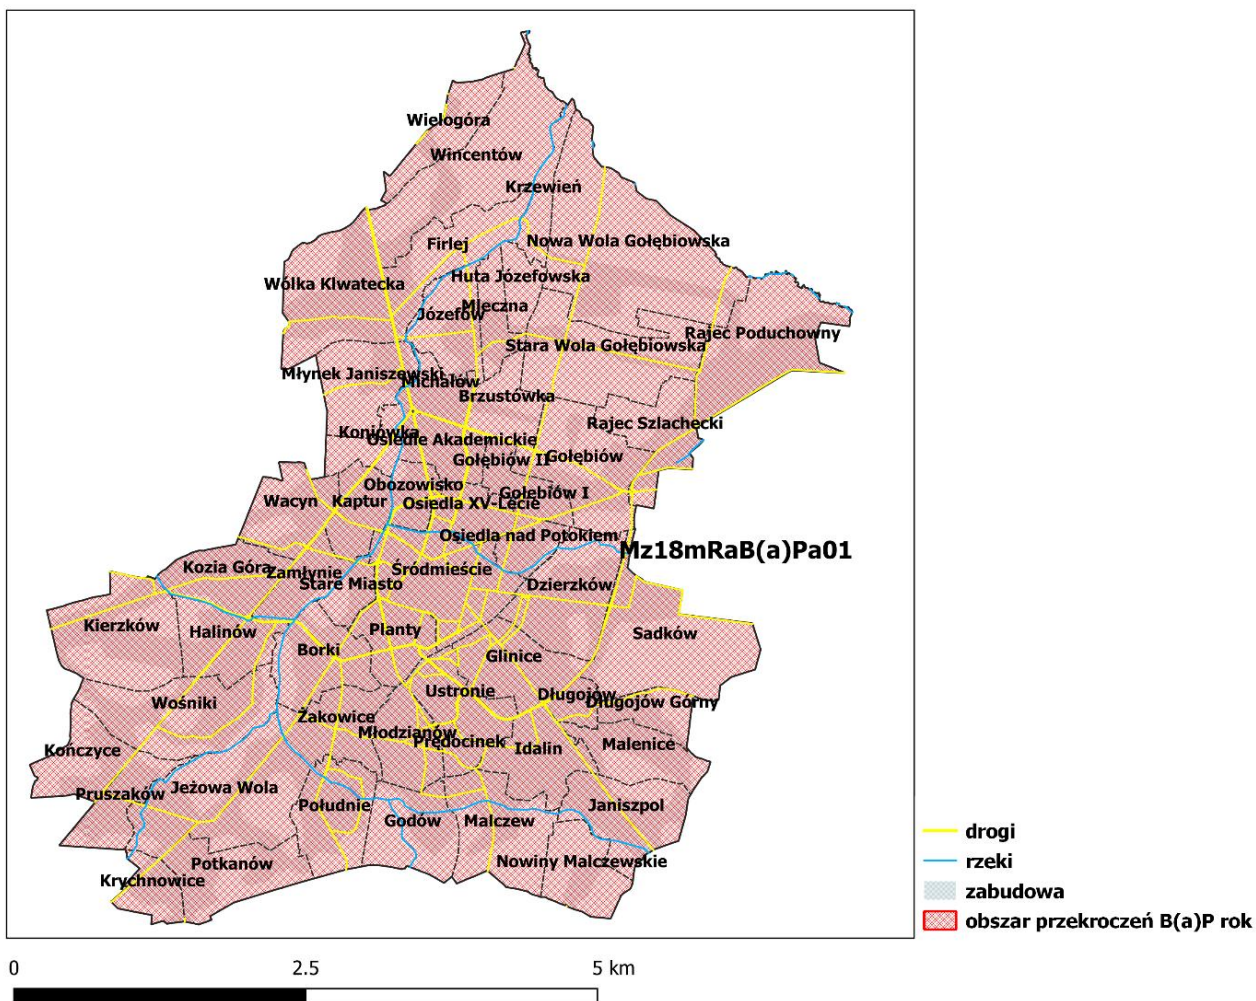 Wielogóra
Wincentów
Krzewień
Firlej
Nowa Wola Gołębiowska
Huta Józefowska
Wólka Klwatecka
Mleczna
Józefów
Rajec Poduchowny
Stara Wola Gołębiowska
Młynek Janiszewski
Michałów
Brzustówka
Rajec Szlachecki
Koniówka
Osiedle Akademickie
Gołębiów II
Gołębiów
Obozowisko
Gołębiów I
Wacyn
Kaptur
Osiedla XV-Lecie
Osiedla nad Potokiem
Mz18mRaB(a)Pa01
Kozia Góra
Zamłynie
Śródmieście
Stare Miasto
Dzierzków
Kierzków
Halinów
Planty
Sadków
Borki
Glinice
Ustronie
Długojów
Długojów Górny
Wośniki
Żakowice
Młodzianów
Prędocinek
Idalin
Malenice
Kończyce
Pruszaków
Jeżowa Wola
Południe
Janiszpol
Godów
Malczew
Potkanów
Nowiny Malczewskie
Krychnowice
drogi
rzeki
zabudowa
obszar przekroczeń B(a)P rok
0 2.5 5 km